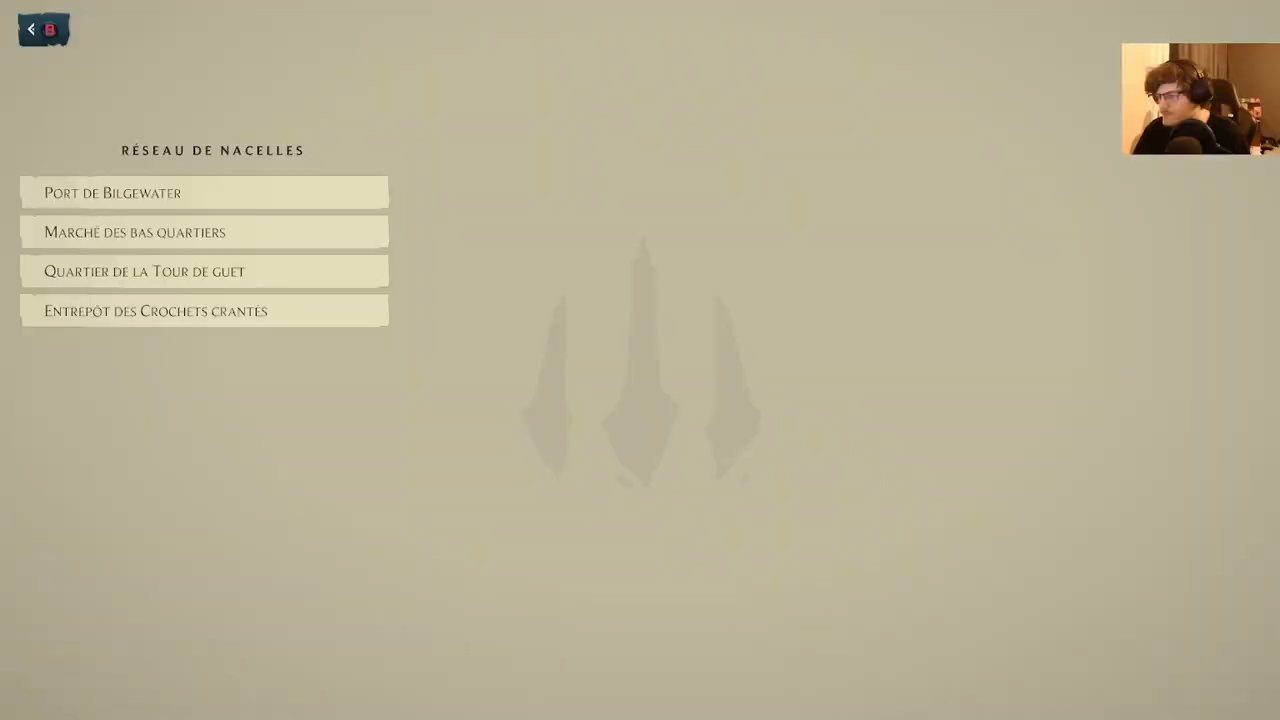 B
RÉSEAU DE NACELLES
Port de Bilgewater
Marché des bas quartiers
Quartier de la Tour de guet
Entrepôt des Crochets crantés